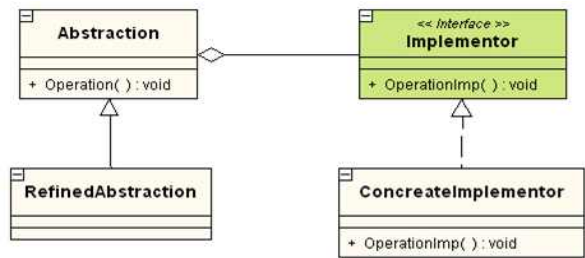 Abstraction
+ Operation( ) : void
<< Interface >>
Implementor
+ OperationImp( ) : void
RefinedAbstraction
ConcreateImplementor
+ OperationImp( ) : void